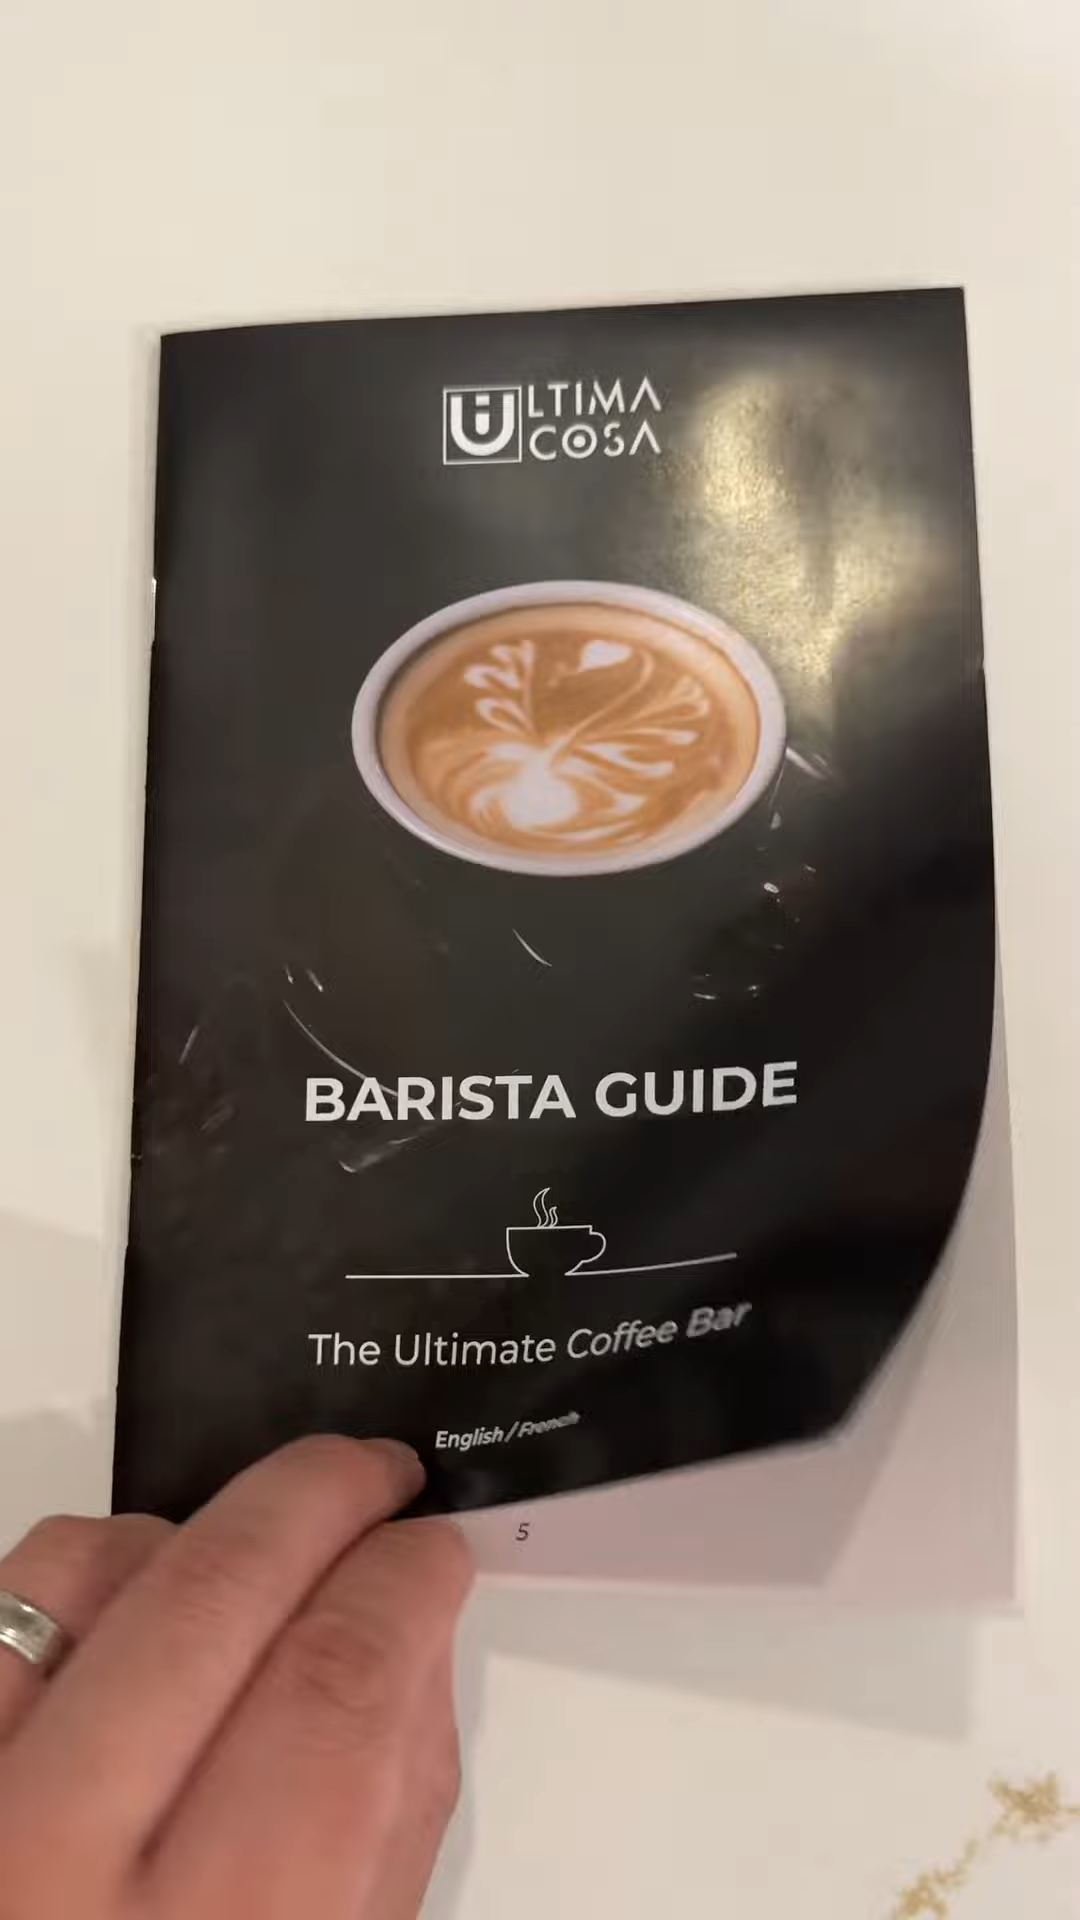 ULTIMA
COSA
BARISTA GUIDE
The Ultimate Coffee Bar
English / French
5